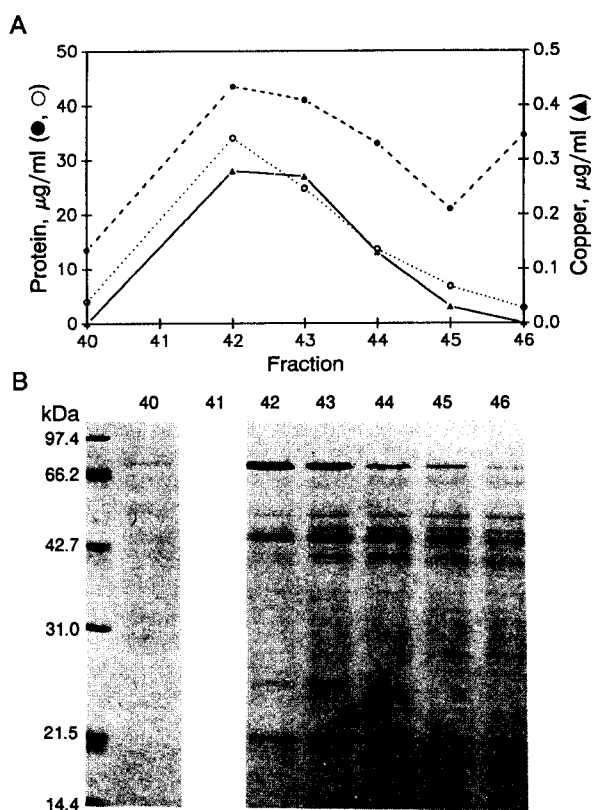 A
Protein, µg/ml (●, ○)
50
40
30
20
10
0
40 41 42 43 44 45 46
Fraction
0.5
0.4
0.3
0.2
0.1
0.0
Copper, µg/ml (▲)
B
kDa
40 41 42 43 44 45 46
97.4
66.2
42.7
31.0
21.5
14.4